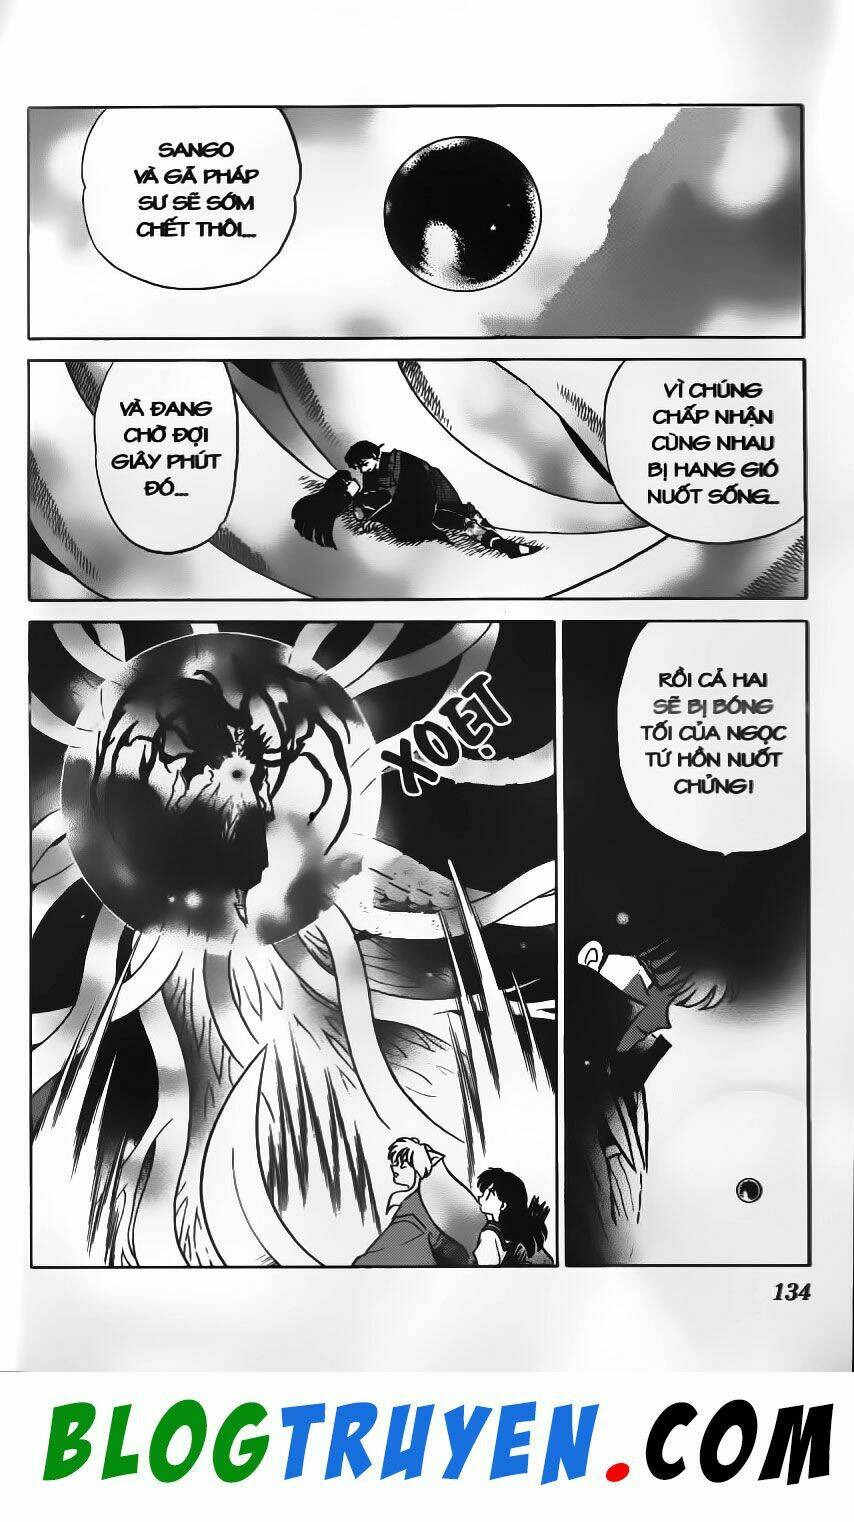 SANGO
VÀ GÃ PHÁP
SƯ SẼ SỚM
CHẾT THÔI...
VÌ CHÚNG
CHẤP NHẬN
CÙNG NHAU
BỊ HANG GIÓ
NUỐT SỐNG...
VÀ ĐANG
CHỜ ĐỢI
GIÂY PHÚT
ĐÓ...
RỒI CẢ HAI
SẼ BỊ BÓNG
TỐI CỦA NGỌC
TỨ HỒN NUỐT
CHỬNG!
XOẸT
134
BLOGTRUYEN.COM